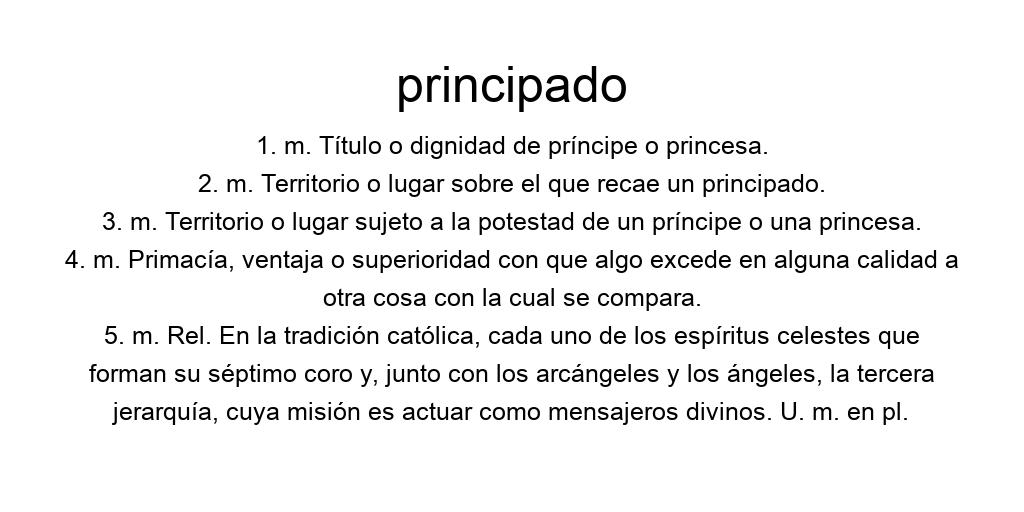 principado
1. m. Título o dignidad de príncipe o princesa.
2. m. Territorio o lugar sobre el que recae un principado.
3. m. Territorio o lugar sujeto a la potestad de un príncipe o una princesa.
4. m. Primacía, ventaja o superioridad con que algo excede en alguna calidad a
otra cosa con la cual se compara.
5. m. Rel. En la tradición católica, cada uno de los espíritus celestes que
forman su séptimo coro y, junto con los arcángeles y los ángeles, la tercera
jerarquía, cuya misión es actuar como mensajeros divinos. U. m. en pl.